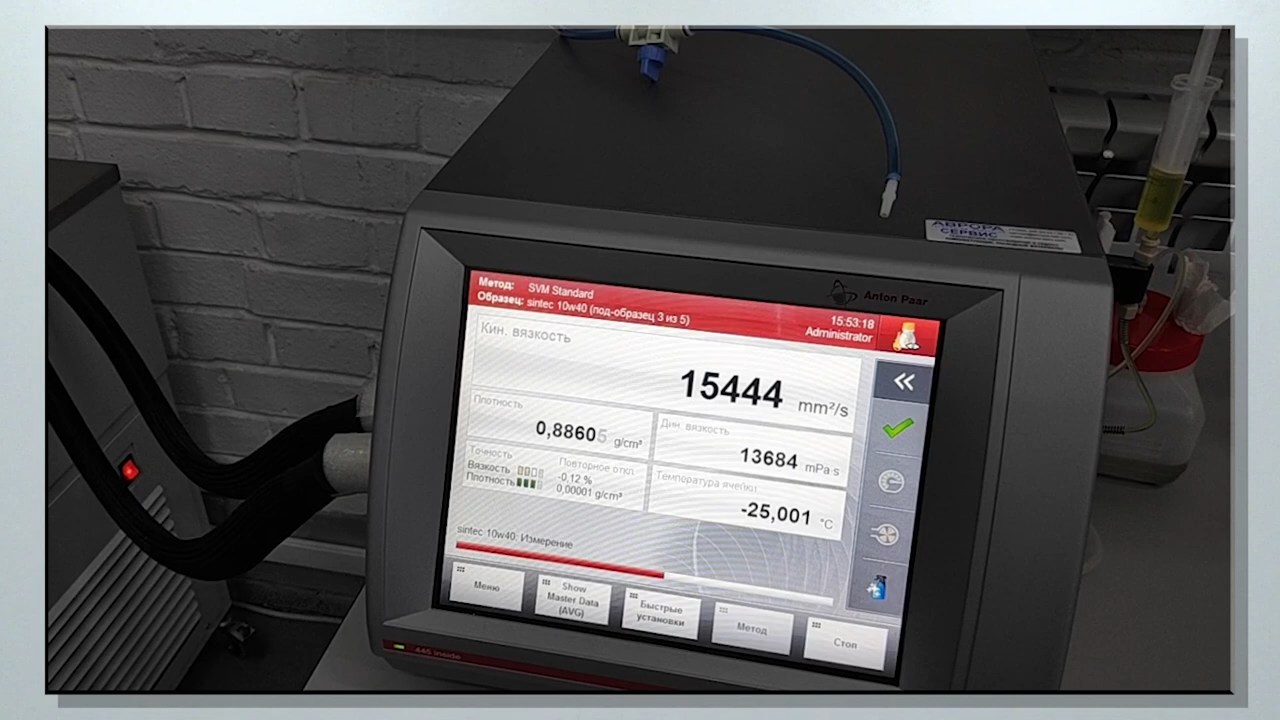 АВРОРА
СЕРВИС
Anton Paar
Метод: SVM Standard
Образец: sintec 10w40 (под-образец 3 из 5)
15:53:18
Administrator
Кин. вязкость
15444 mm²/s
Плотность
0,88605 g/cm³
Дин. вязкость
13684 mPa·s
Точность
Вязкость
Плотность
Повторное откл.
-0,12 %
0,00001 g/cm³
Температура ячейки
-25,001 °C
sintec 10w40: Измерение
Меню
Show
Master Data
(AVG)
Быстрые
установки
Метод
Стоп
445 inside